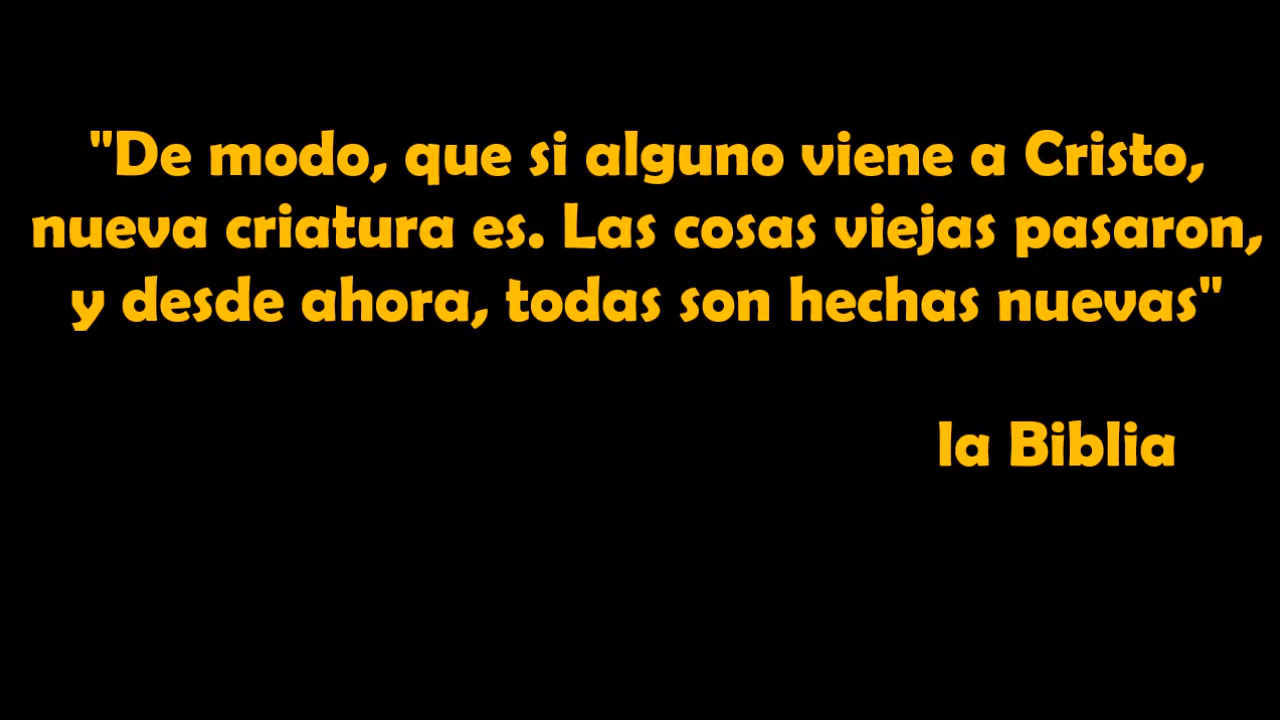 "De modo, que si alguno viene a Cristo,
nueva criatura es. Las cosas viejas pasaron,
y desde ahora, todas son hechas nuevas"
la Biblia